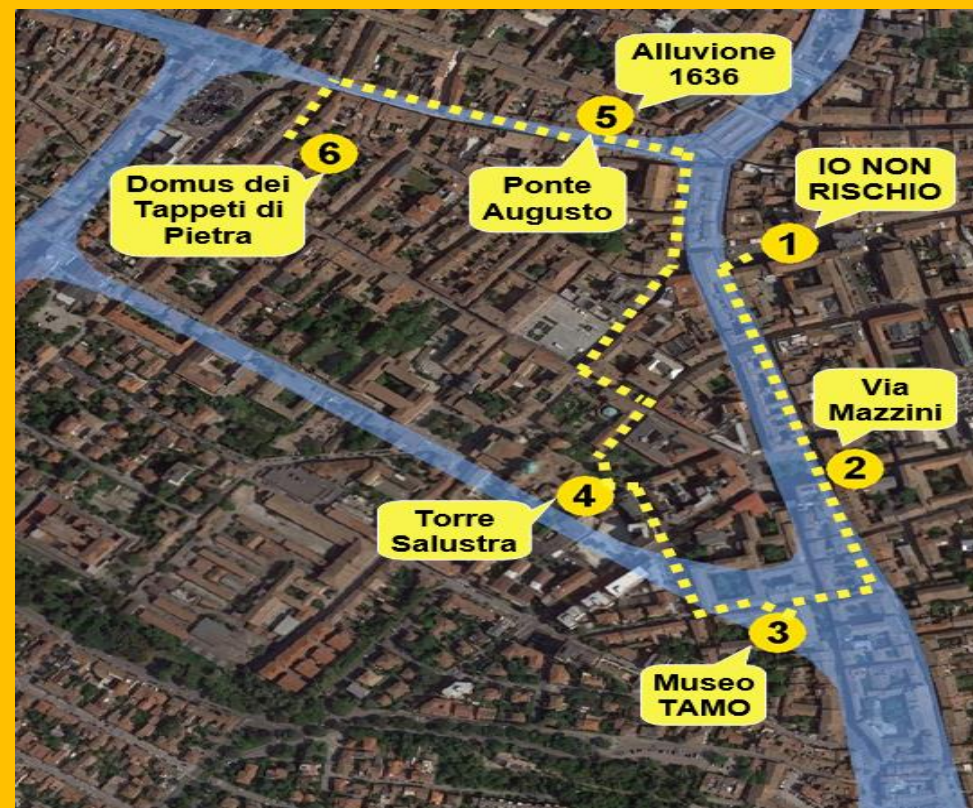 Alluvione
1636
5
IO NON
RISCHIO
1
6
Domus dei
Tappeti di
Pietra
Ponte
Augusto
Via
Mazzini
2
4
Torre
Salustra
3
Museo
TAMO